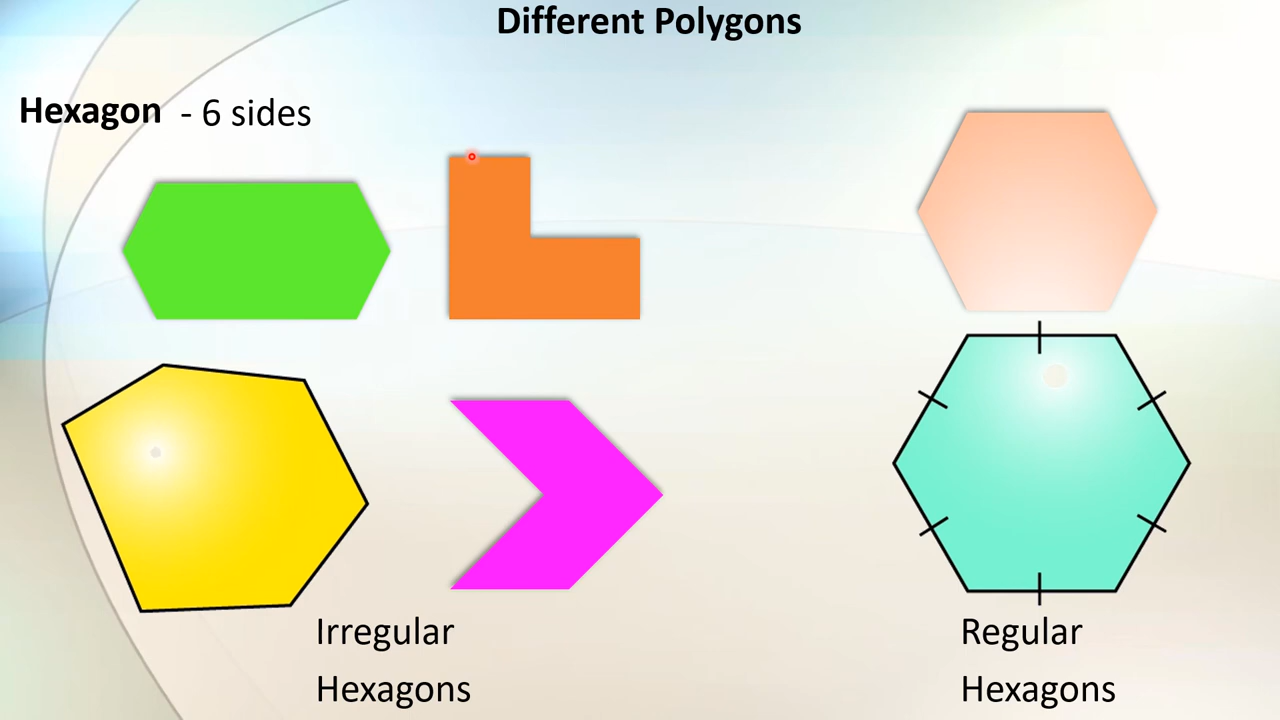 Different Polygons
Hexagon - 6 sides
Irregular
Hexagons
Regular
Hexagons